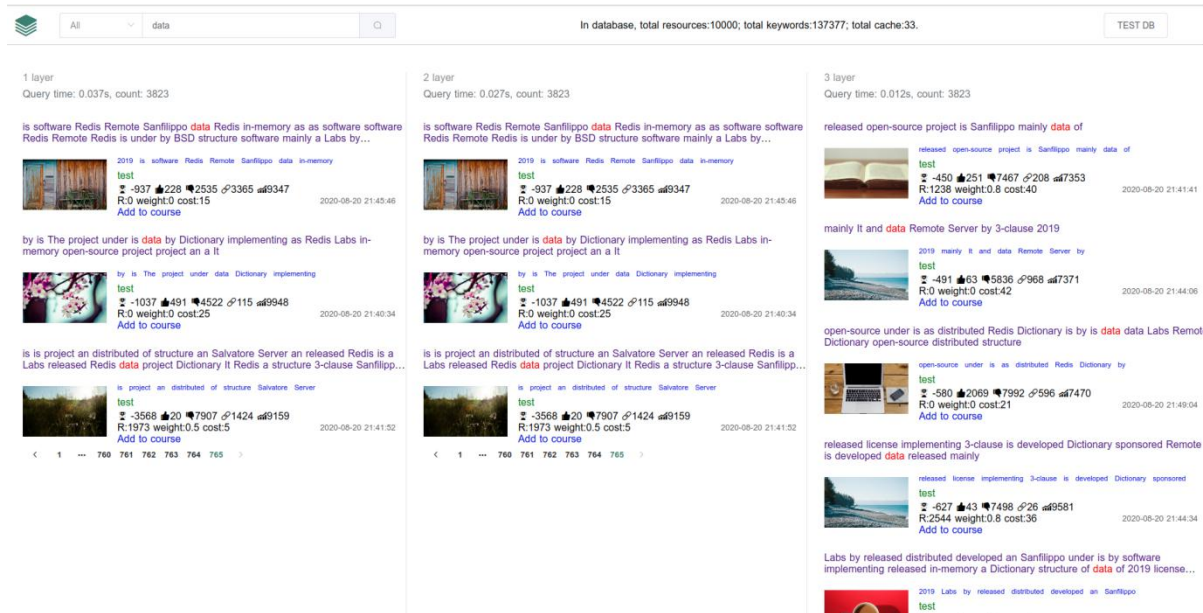 All
data
In database, total resources:10000; total keywords:137377; total cache:33.
TEST DB
1 layer
Query time: 0.037s, count: 3823
is software Redis Remote Sanfilippo data Redis in-memory as as software software
Redis Remote Redis is under by BSD structure software mainly a Labs by…
2019 is software Redis Remote Sanfilippo data in-memory
test
-937 228 2535 3365 9347
R:0 weight:0 cost:15
2020-08-20 21:45:46
Add to course
by is The project under is data by Dictionary implementing as Redis Labs in-
memory open-source project project an a It
by is The project under data Dictionary implementing
test
-1037 491 4522 115 9948
R:0 weight:0 cost:25
2020-08-20 21:40:34
Add to course
is is project an distributed of structure an Salvatore Server an released Redis is a
Labs released Redis data project Dictionary It Redis a structure 3-clause Sanfilipp…
is project an distributed of structure Salvatore Server
test
-3568 20 7907 1424 9159
R:1973 weight:0.5 cost:5
2020-08-20 21:41:52
Add to course
< 1 ... 760 761 762 763 764 765 >
2 layer
Query time: 0.027s, count: 3823
is software Redis Remote Sanfilippo data Redis in-memory as as software software
Redis Remote Redis is under by BSD structure software mainly a Labs by…
2019 is software Redis Remote Sanfilippo data in-memory
test
-937 228 2535 3365 9347
R:0 weight:0 cost:15
2020-08-20 21:45:46
Add to course
by is The project under is data by Dictionary implementing as Redis Labs in-
memory open-source project project an a It
by is The project under data Dictionary implementing
test
-1037 491 4522 115 9948
R:0 weight:0 cost:25
2020-08-20 21:40:34
Add to course
is is project an distributed of structure an Salvatore Server an released Redis is a
Labs released Redis data project Dictionary It Redis a structure 3-clause Sanfilipp…
is project an distributed of structure Salvatore Server
test
-3568 20 7907 1424 9159
R:1973 weight:0.5 cost:5
2020-08-20 21:41:52
Add to course
< 1 ... 760 761 762 763 764 765 >
3 layer
Query time: 0.012s, count: 3823
released open-source project is Sanfilippo mainly data of
released open-source project is Sanfilippo mainly data of
test
-450 251 7467 208 7353
R:1238 weight:0.8 cost:40
2020-08-20 21:41:41
Add to course
mainly It and data Remote Server by 3-clause 2019
2019 mainly It and data Remote Server by
test
-491 63 5836 968 7371
R:0 weight:0 cost:42
2020-08-20 21:44:06
Add to course
open-source under is as distributed Redis Dictionary is by is data data Labs Remot
Dictionary open-source distributed structure
open-source under is as distributed Redis Dictionary by
test
-580 2069 7992 596 7470
R:0 weight:0 cost:21
2020-08-20 21:49:04
Add to course
released license implementing 3-clause is developed Dictionary sponsored Remote
is developed data released mainly
released license implementing 3-clause is developed Dictionary sponsored
test
-627 43 7498 26 9581
R:2544 weight:0.8 cost:36
2020-08-20 21:44:34
Add to course
Labs by released distributed developed an Sanfilippo under is by software
implementing released in-memory a Dictionary structure of data of 2019 license…
2019 Labs by released distributed developed an Sanfilippo
test